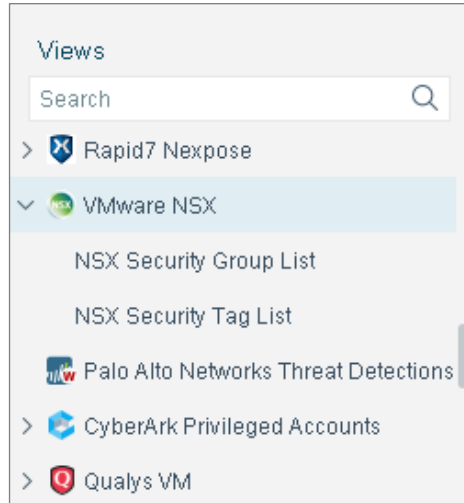 Views
Search
Rapid7 Nexpose
NSX VMware NSX
NSX Security Group List
NSX Security Tag List
W Palo Alto Networks Threat Detections
CyberArk Privileged Accounts
Qualys VM